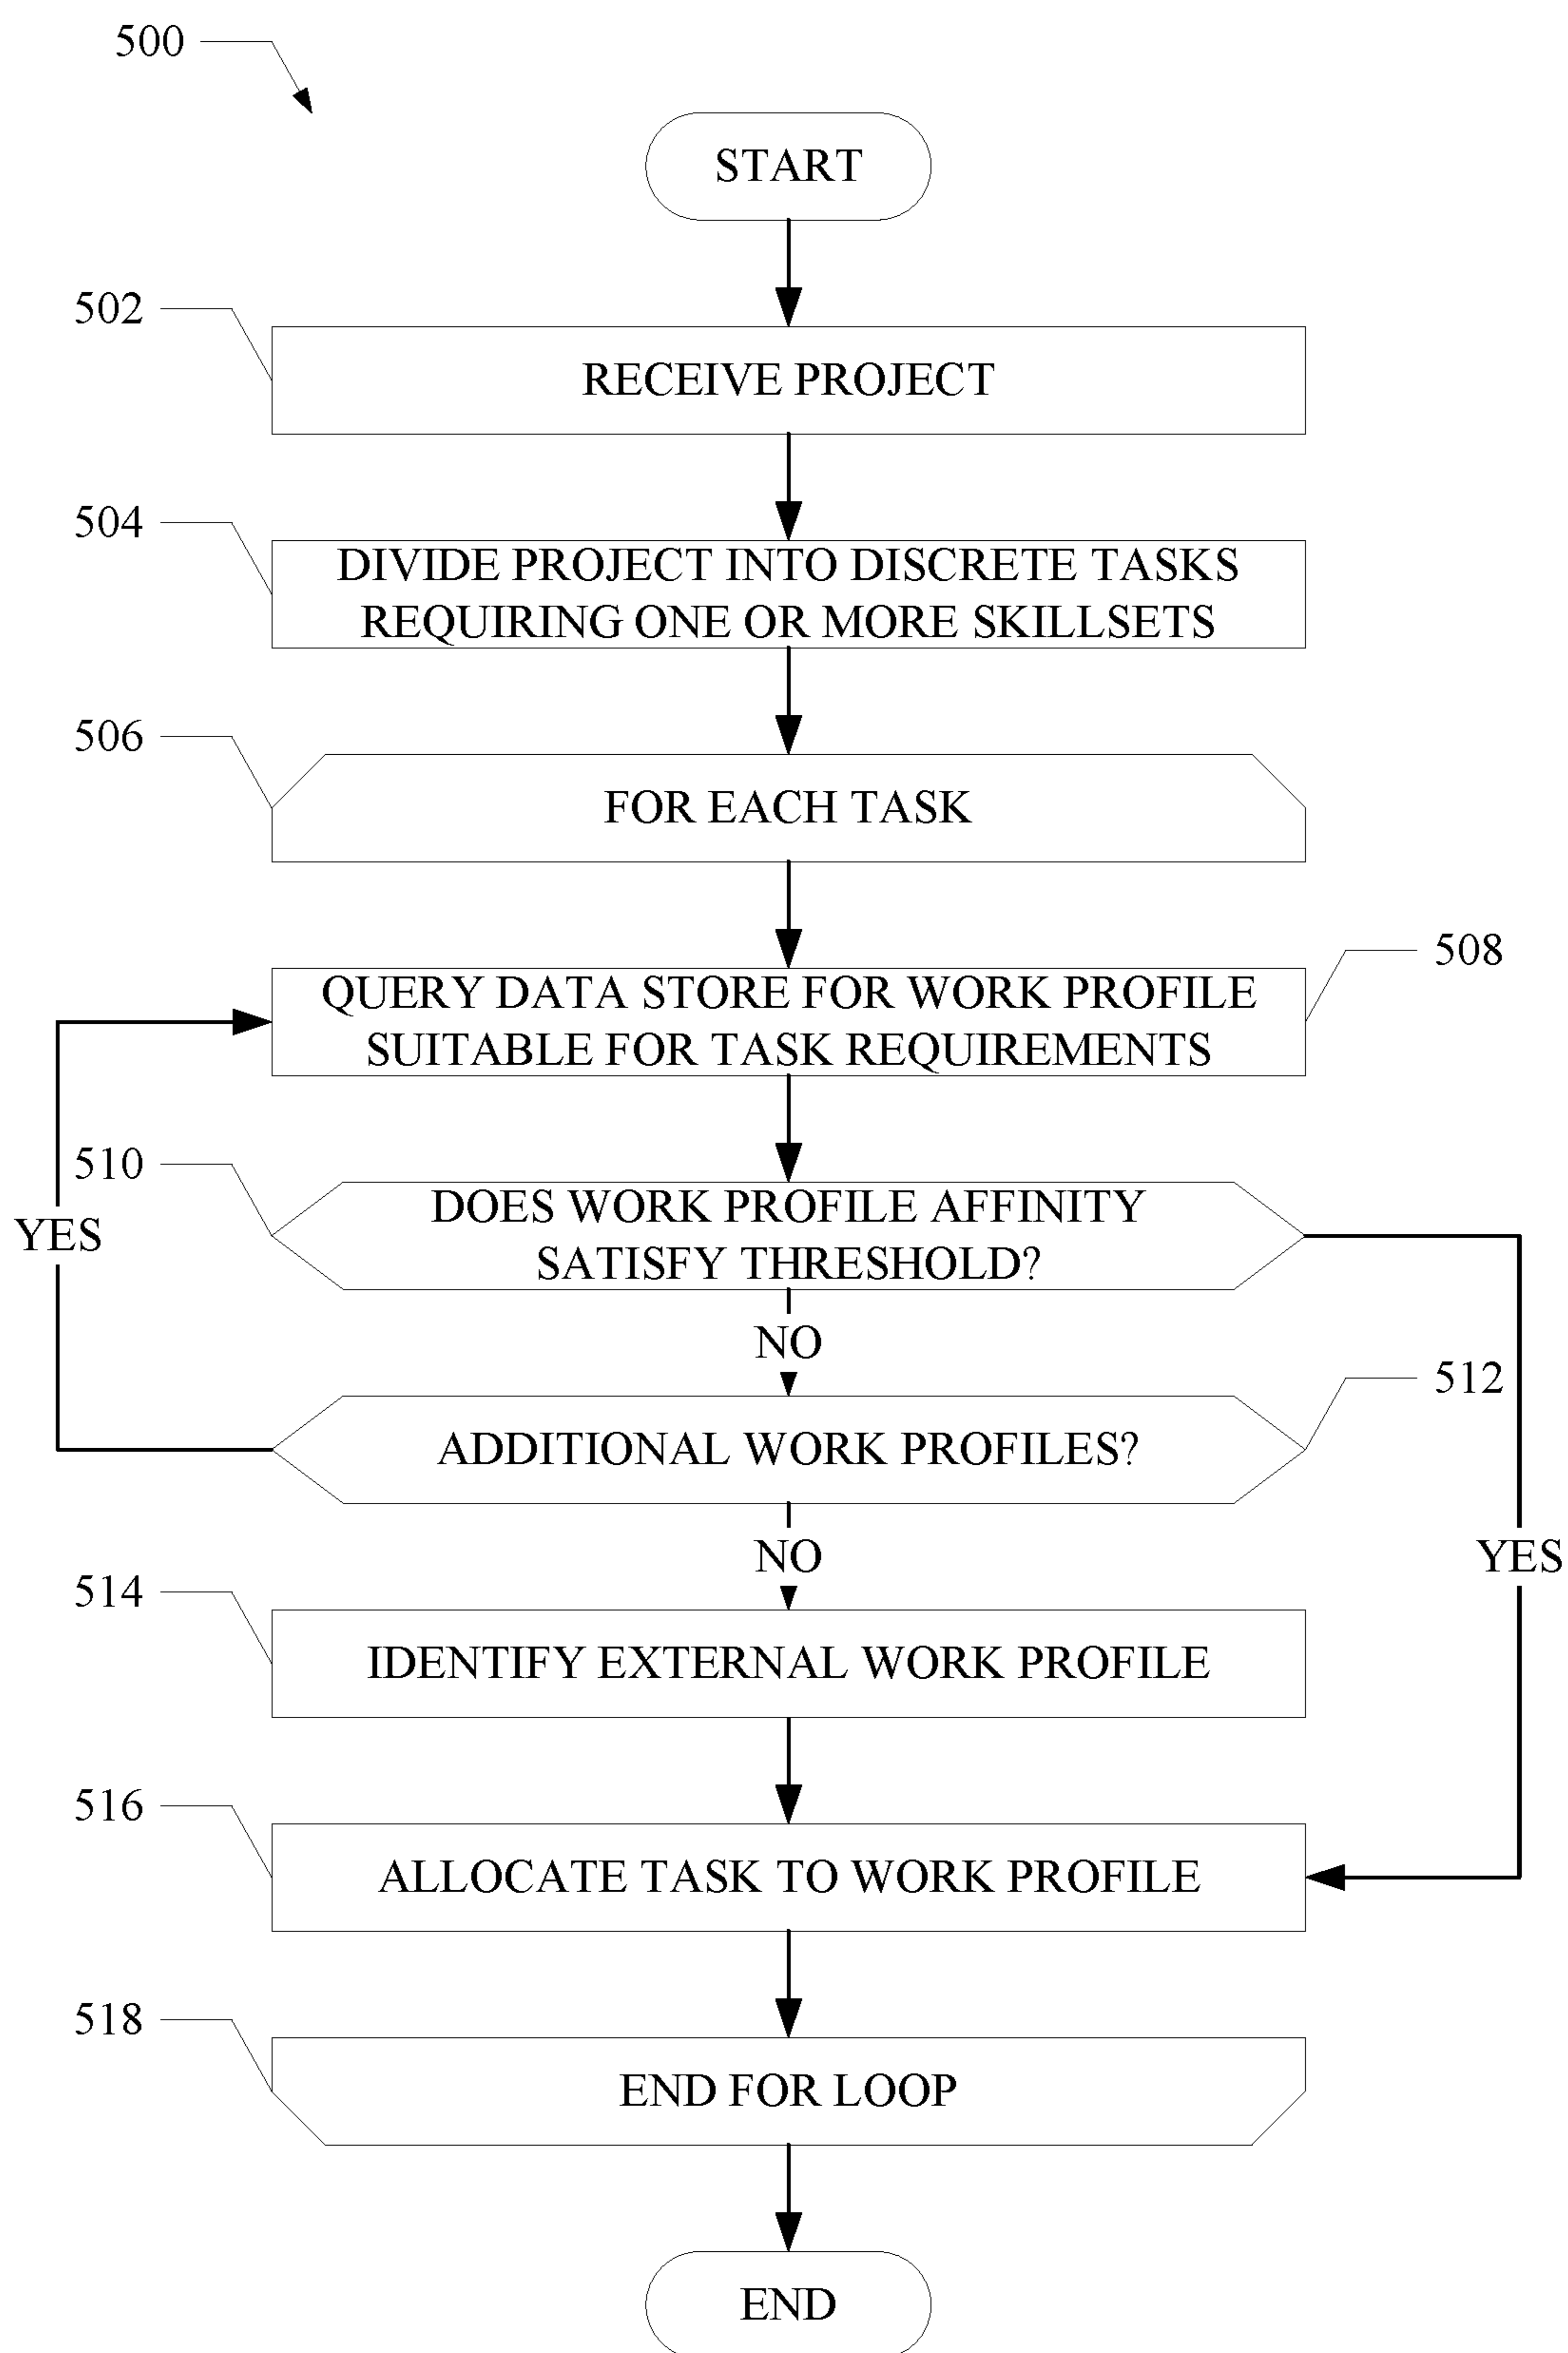 500
START
502
RECEIVE PROJECT
504
DIVIDE PROJECT INTO DISCRETE TASKS
REQUIRING ONE OR MORE SKILLSETS
506
FOR EACH TASK
508
QUERY DATA STORE FOR WORK PROFILE
SUITABLE FOR TASK REQUIREMENTS
510
YES
DOES WORK PROFILE AFFINITY
SATISFY THRESHOLD?
NO
512
ADDITIONAL WORK PROFILES?
NO
YES
514
IDENTIFY EXTERNAL WORK PROFILE
516
ALLOCATE TASK TO WORK PROFILE
518
END FOR LOOP
END